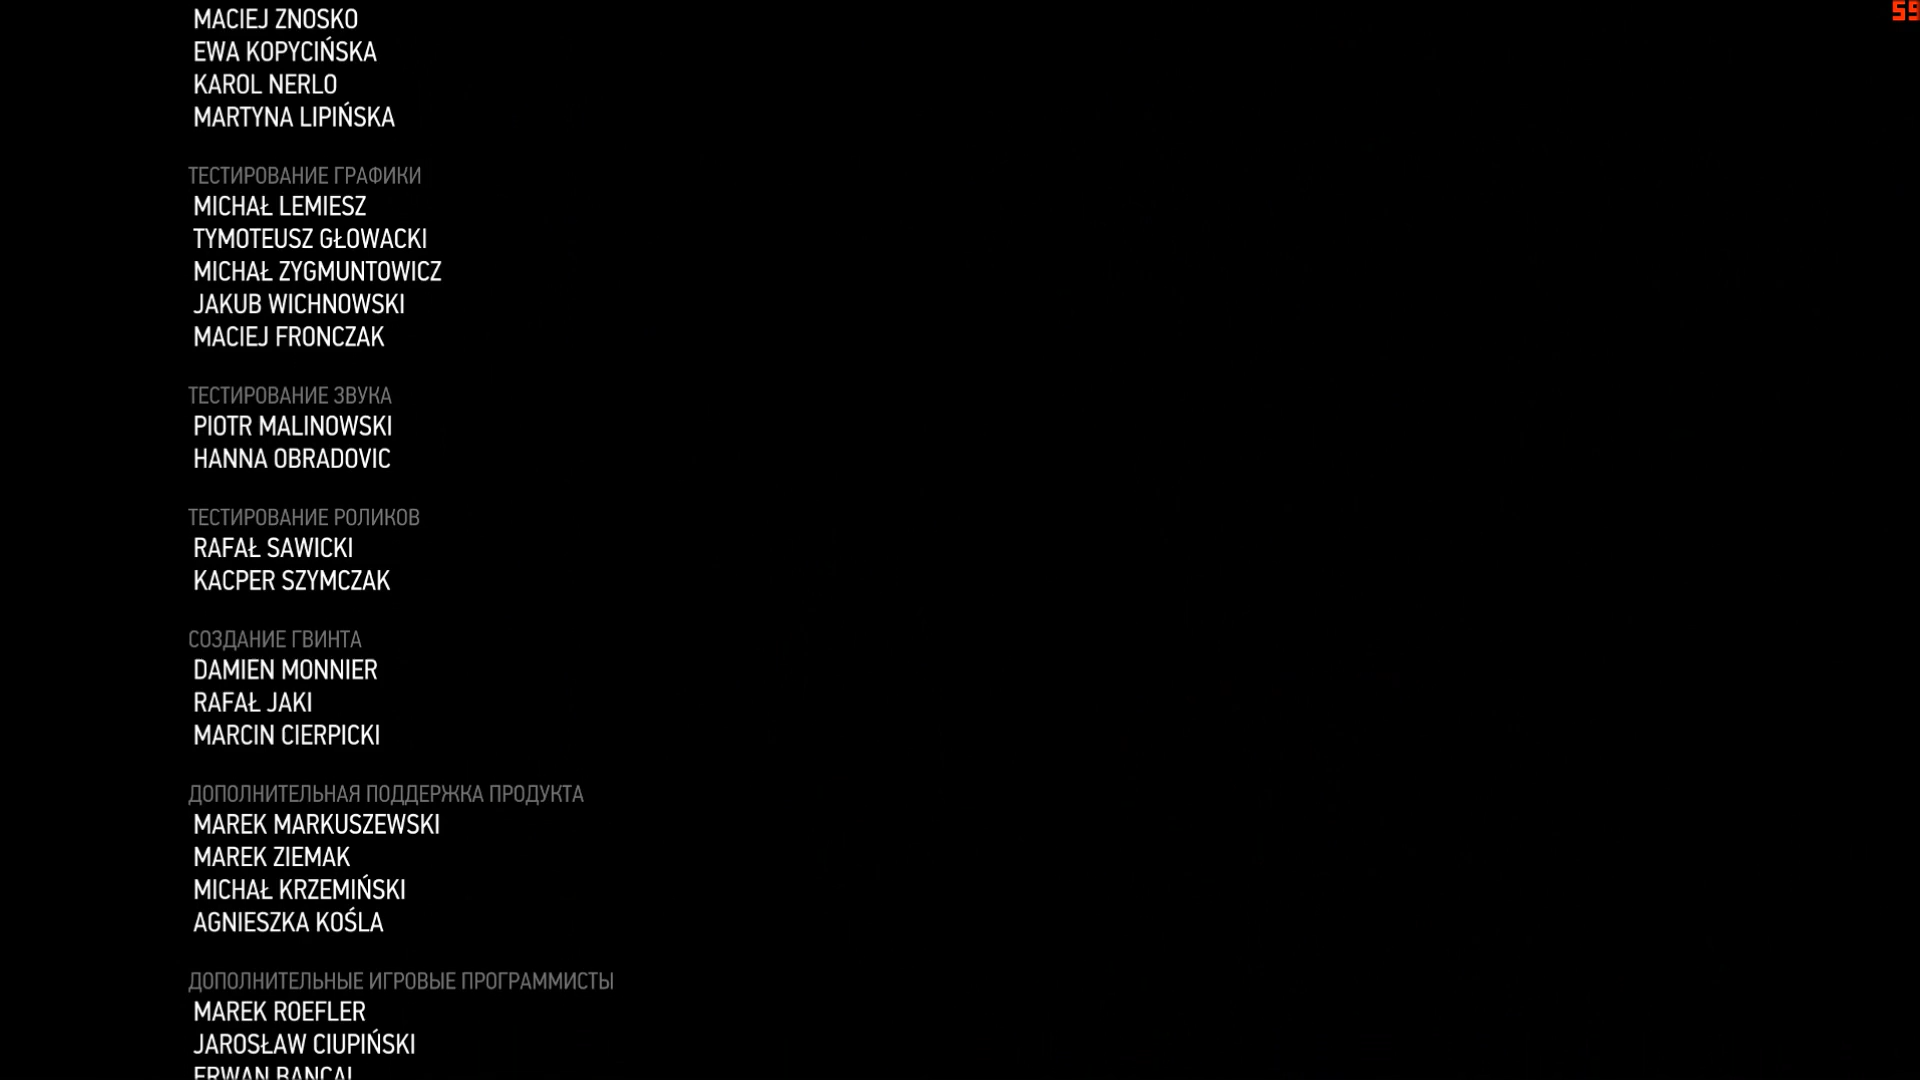 MACIEJ ZNOSKO
EWA KOPYCIŃSKA
KAROL NERLO
MARTYNA LIPIŃSKA
ТЕСТИРОВАНИЕ ГРАФИКИ
MICHAŁ LEMIESZ
TYMOTEUSZ GŁOWACKI
MICHAŁ ZYGMUNTOWICZ
JAKUB WICHNOWSKI
MACIEJ FRONCZAK
ТЕСТИРОВАНИЕ ЗВУКА
PIOTR MALINOWSKI
HANNA OBRADOVIC
ТЕСТИРОВАНИЕ РОЛИКОВ
RAFAŁ SAWICKI
KACPER SZYMCZAK
СОЗДАНИЕ ГВИНТА
DAMIEN MONNIER
RAFAŁ JAKI
MARCIN CIERPICKI
ДОПОЛНИТЕЛЬНАЯ ПОДДЕРЖКА ПРОДУКТА
MAREK MARKUSZEWSKI
MAREK ZIEMAK
MICHAŁ KRZEMIŃSKI
AGNIESZKA KOŚLA
ДОПОЛНИТЕЛЬНЫЕ ИГРОВЫЕ ПРОГРАММИСТЫ
MAREK ROEFLER
JAROSŁAW CIUPIŃSKI
ERWAN BANCAL
59